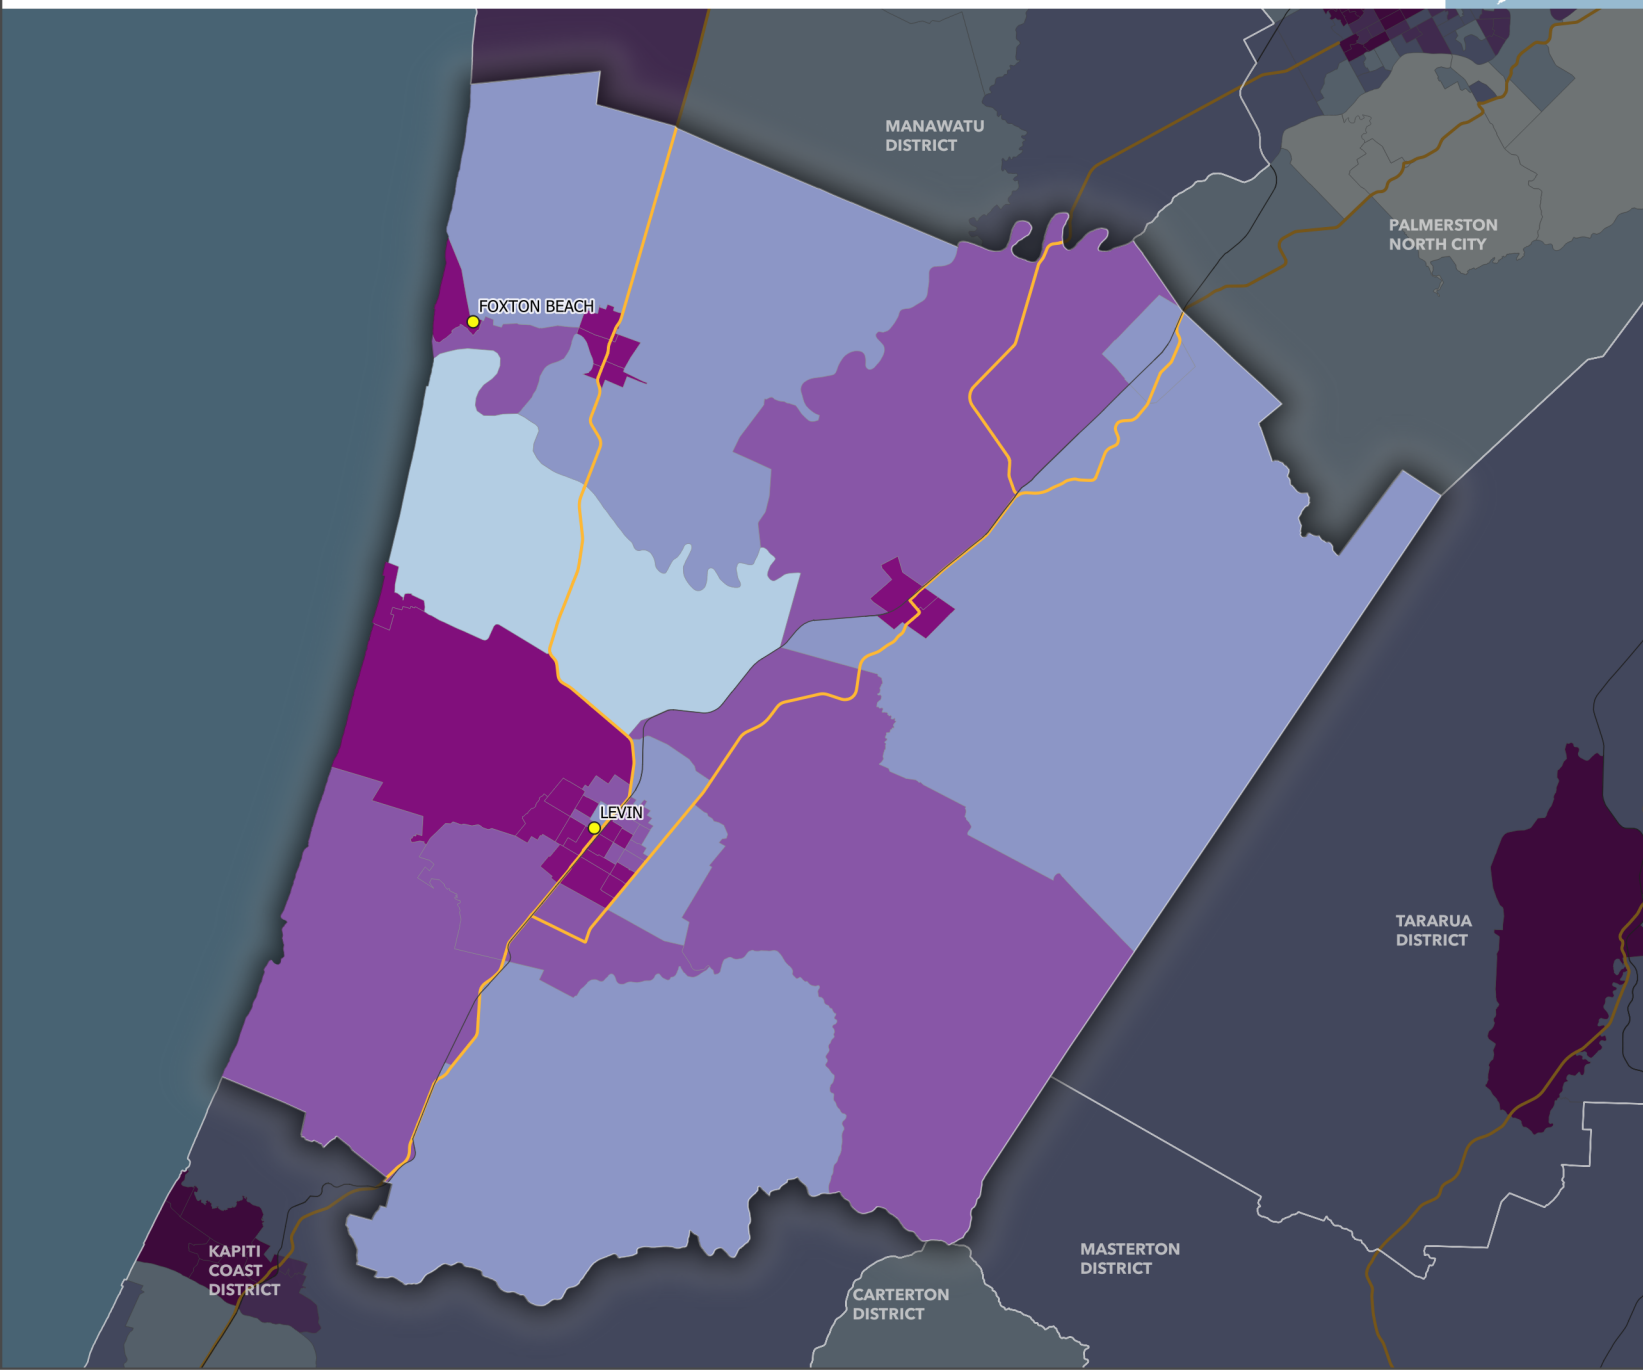 MANAWATU
DISTRICT
PALMERSTON
NORTH CITY
FOXTON BEACH
LEVIN
TARARUA
DISTRICT
KAPITI
COAST
DISTRICT
MASTERTON
DISTRICT
CARTERTON
DISTRICT